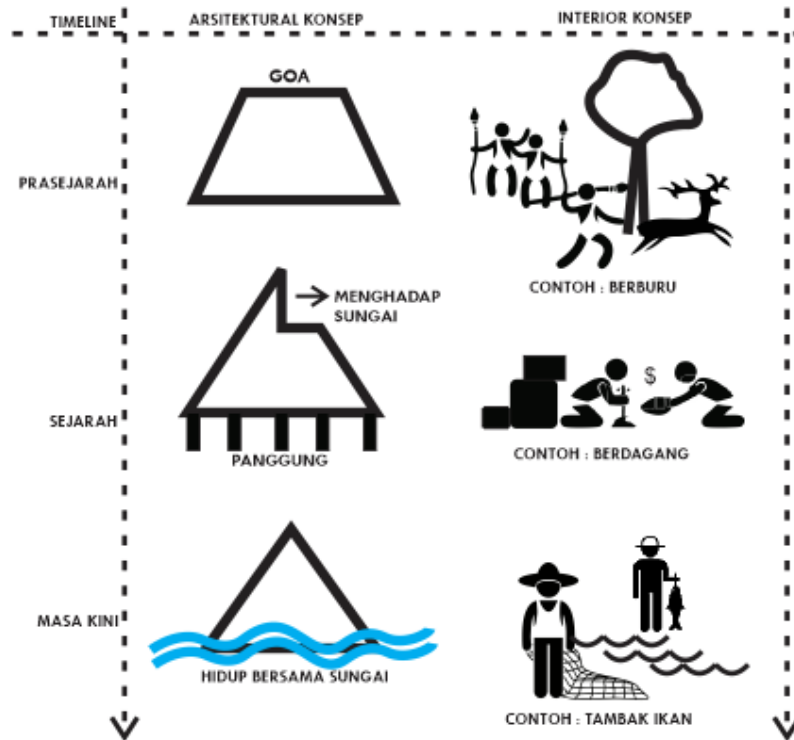 TIMELINE
ARSITEKTURAL KONSEP
INTERIOR KONSEP
PRASEJARAH
GOA
CONTOH : BERBURU
SEJARAH
MENGHADAP
SUNGAI
PANGGUNG
$
CONTOH : BERDAGANG
MASA KINI
HIDUP BERSAMA SUNGAI
CONTOH : TAMBAK IKAN